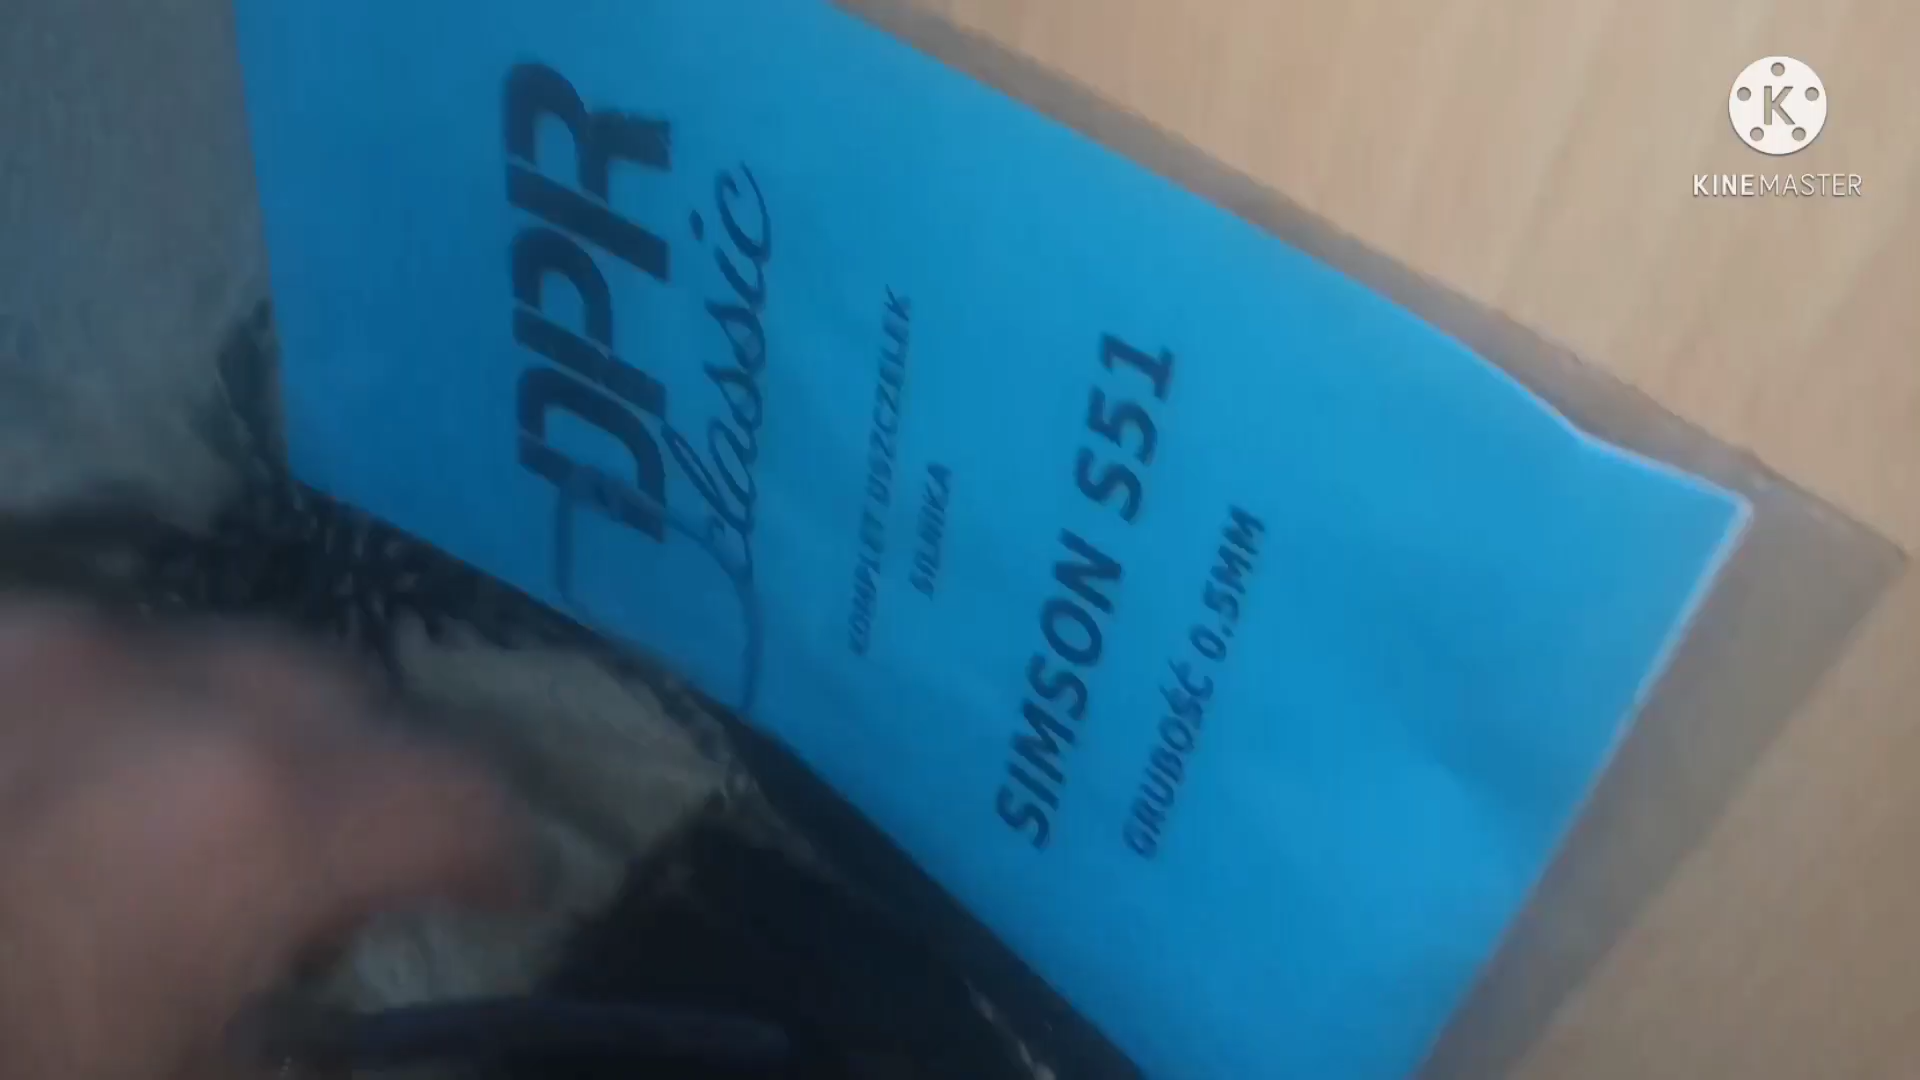 DPR
Classic
KOMPLET USZCZELEK
SILNIKA
SIMSON S51
GRUBOŚĆ 0.5MM
KINEMASTER